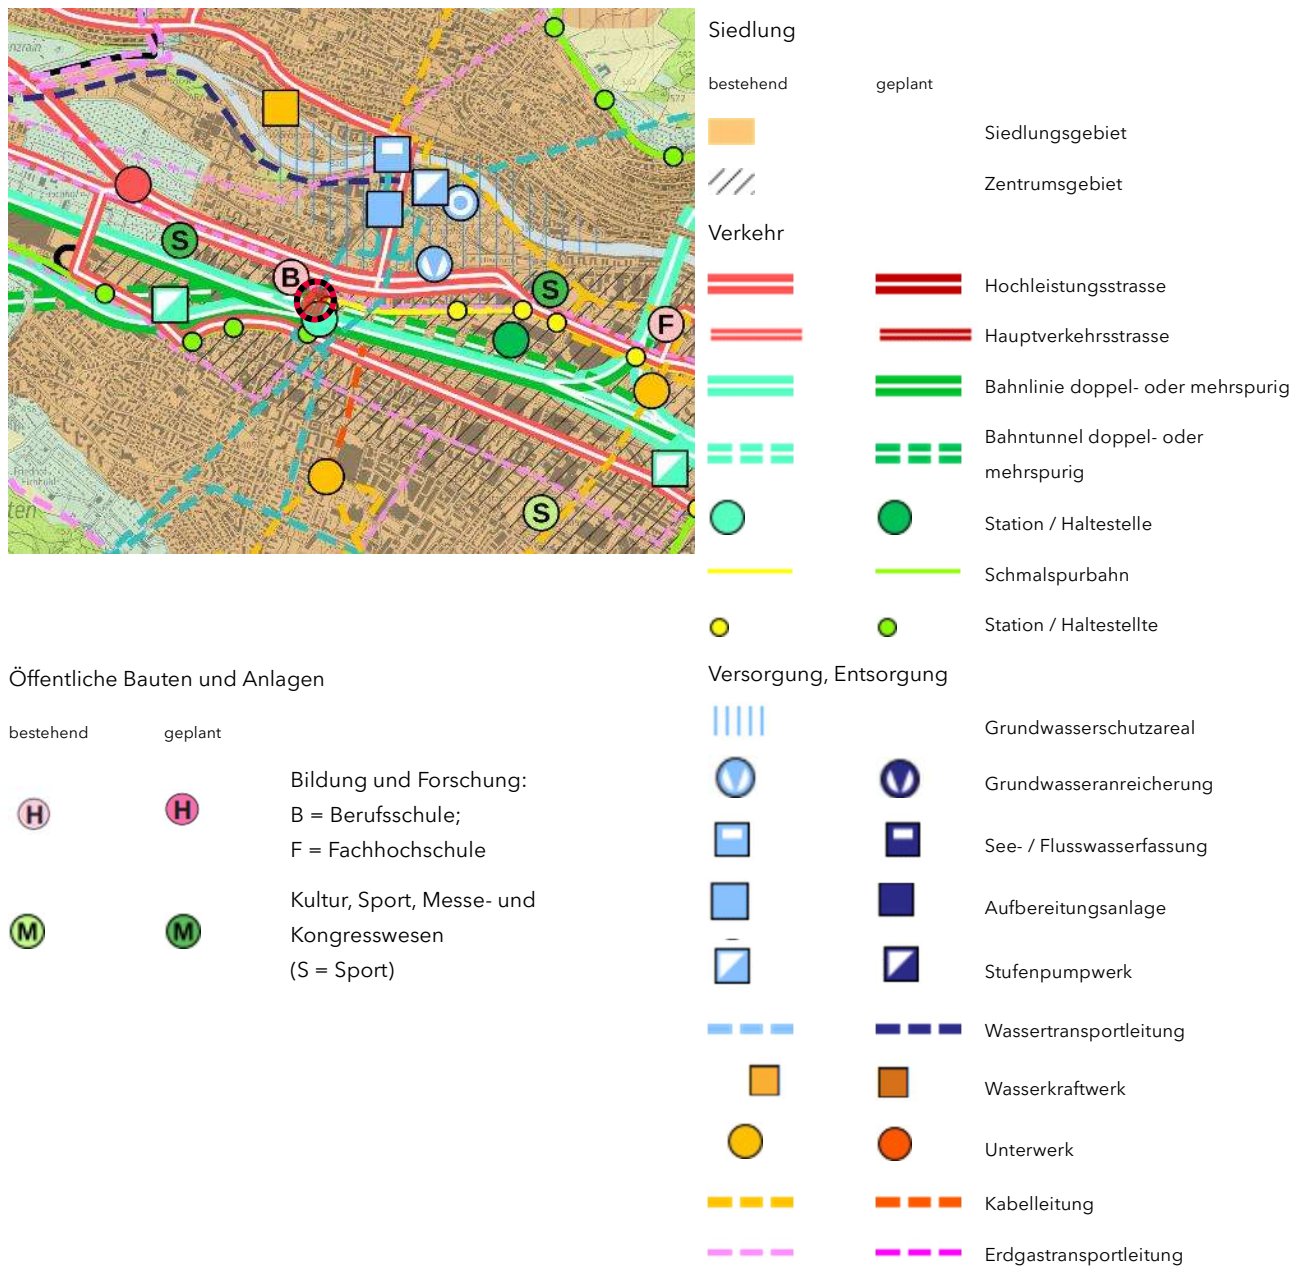 Siedlung
bestehend geplant
Siedlungsgebiet
Zentrumsgebiet
Verkehr
Hochleistungsstrasse
Hauptverkehrsstrasse
Bahnlinie doppel- oder mehrspurig
Bahntunnel doppel- oder
mehrspurig
Station / Haltestelle
Schmalspurbahn
Station / Haltestellte
S
B
S
F
S
ten
Öffentliche Bauten und Anlagen
bestehend geplant
H H
Bildung und Forschung:
B = Berufsschule;
F = Fachhochschule
M M
Kultur, Sport, Messe- und
Kongresswesen
(S = Sport)
Versorgung, Entsorgung
Grundwasserschutzareal
Grundwasseranreicherung
See- / Flusswasserfassung
Aufbereitungsanlage
Stufenpumpwerk
Wassertransportleitung
Wasserkraftwerk
Unterwerk
Kabelleitung
Erdgastransportleitung